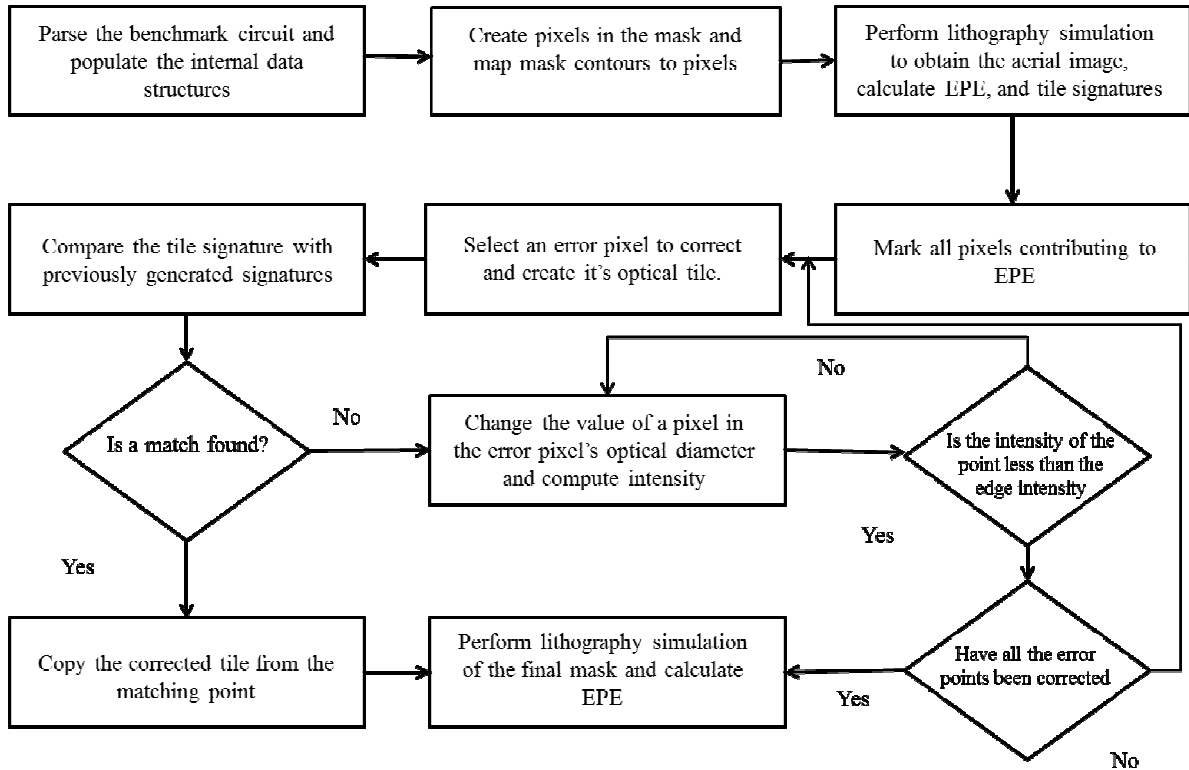 Parse the benchmark circuit and
populate the internal data
structures
Create pixels in the mask and
map mask contours to pixels
Perform lithography simulation
to obtain the aerial image,
calculate EPE, and tile signatures
Compare the tile signature with
previously generated signatures
Select an error pixel to correct
and create it's optical tile.
Mark all pixels contributing to
EPE
Is a match found?
No
Change the value of a pixel in
the error pixel's optical diameter
and compute intensity
No
Is the intensity of the
point less than the
edge intensity
Yes
Yes
Copy the corrected tile from the
matching point
Perform lithography simulation
of the final mask and calculate
EPE
Yes
Have all the error
points been corrected
No